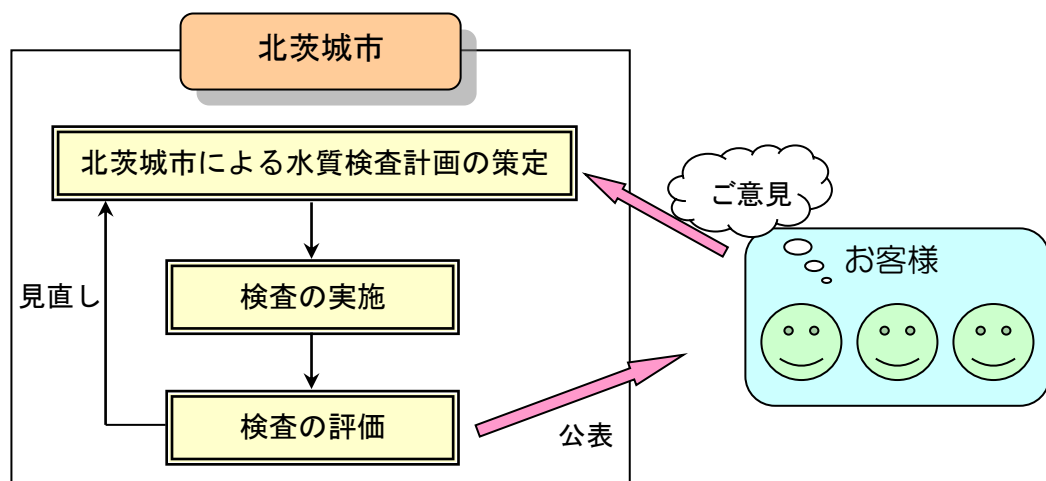 北茨城市
北茨城市による水質検査計画の策定
ご意見
お客様
検査の実施
見直し
検査の評価
公表